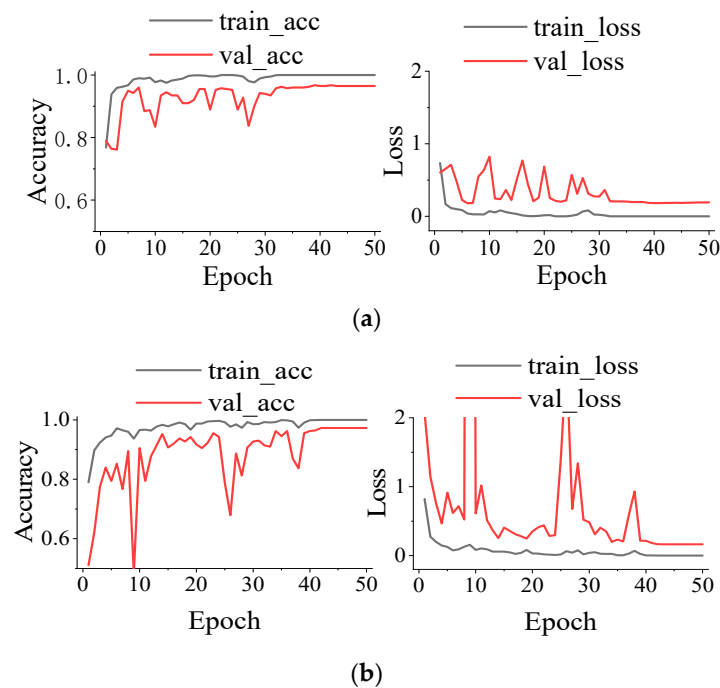 train_acc
val_acc
train_loss
val_loss
Accuracy
1.0
0.8
0.6
0 10 20 30 40 50
Epoch
Loss
2
1
0
0 10 20 30 40 50
Epoch
(a)
train_acc
val_acc
train_loss
val_loss
Accuracy
1.0
0.8
0.6
0 10 20 30 40 50
Epoch
Loss
2
1
0
0 10 20 30 40 50
Epoch
(b)